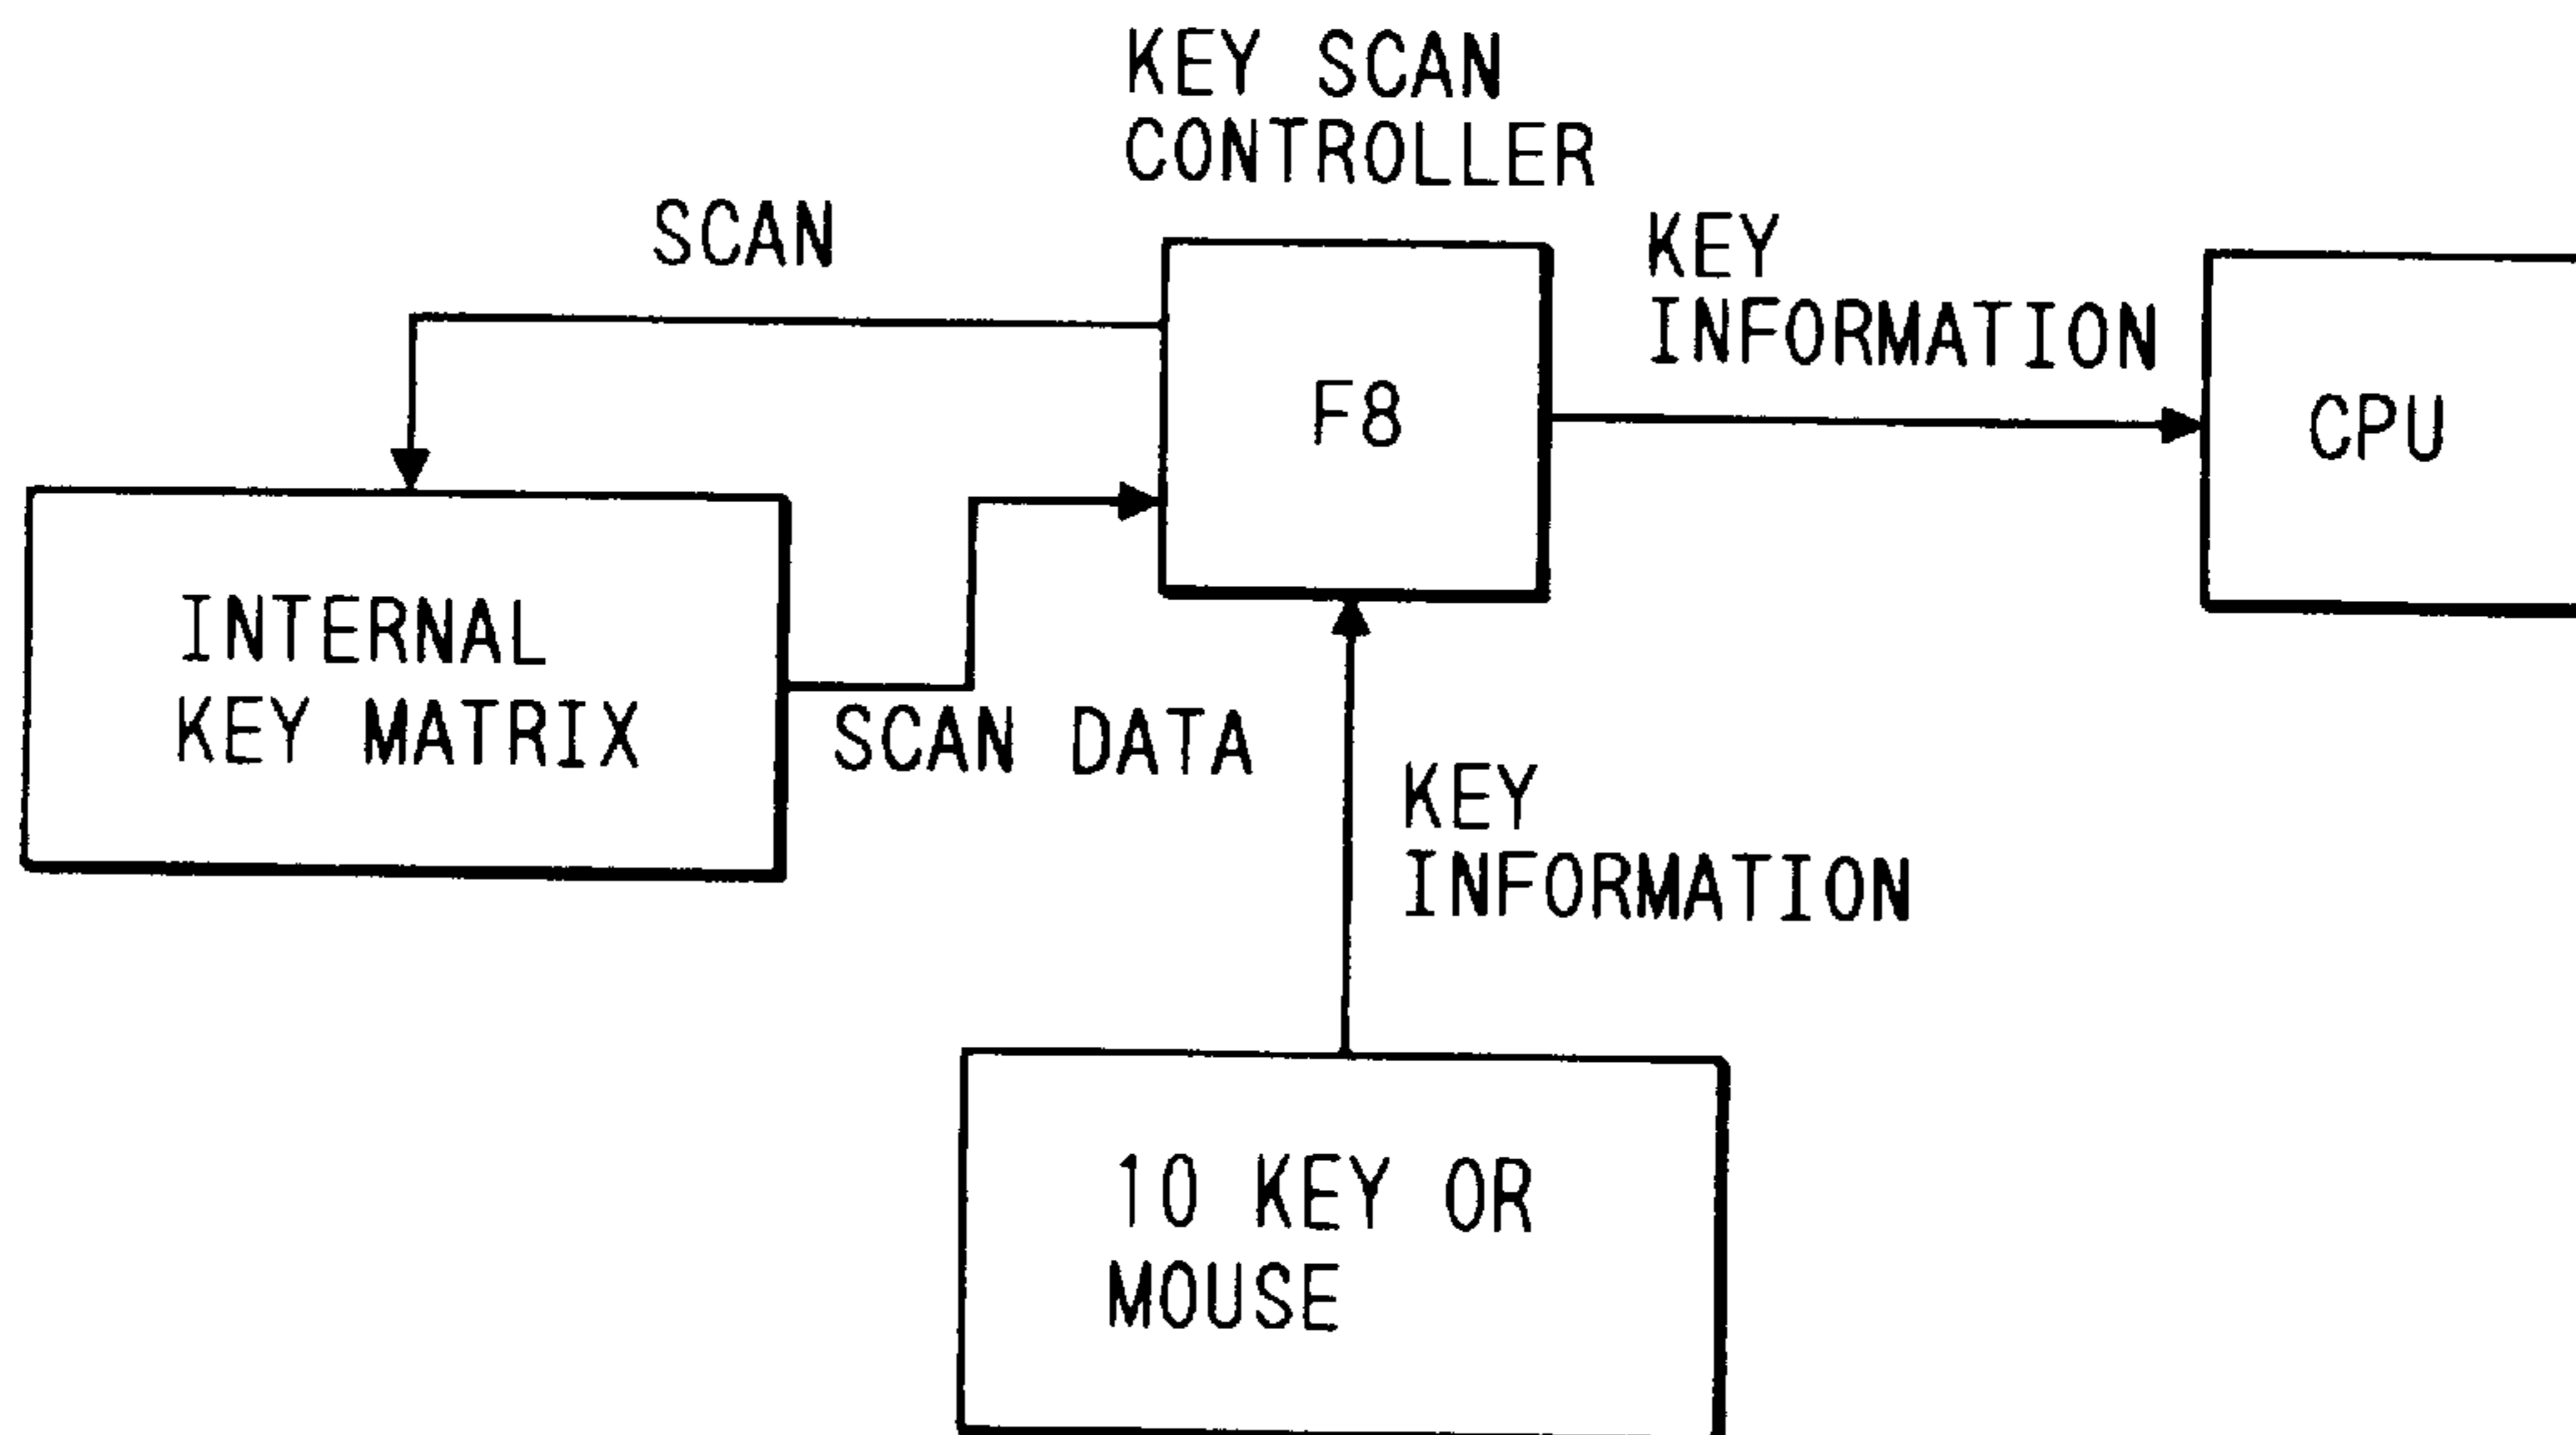 KEY SCAN
CONTROLLER
SCAN
KEY
INFORMATION
F8
CPU
INTERNAL
KEY MATRIX
SCAN DATA
KEY
INFORMATION
10 KEY OR
MOUSE